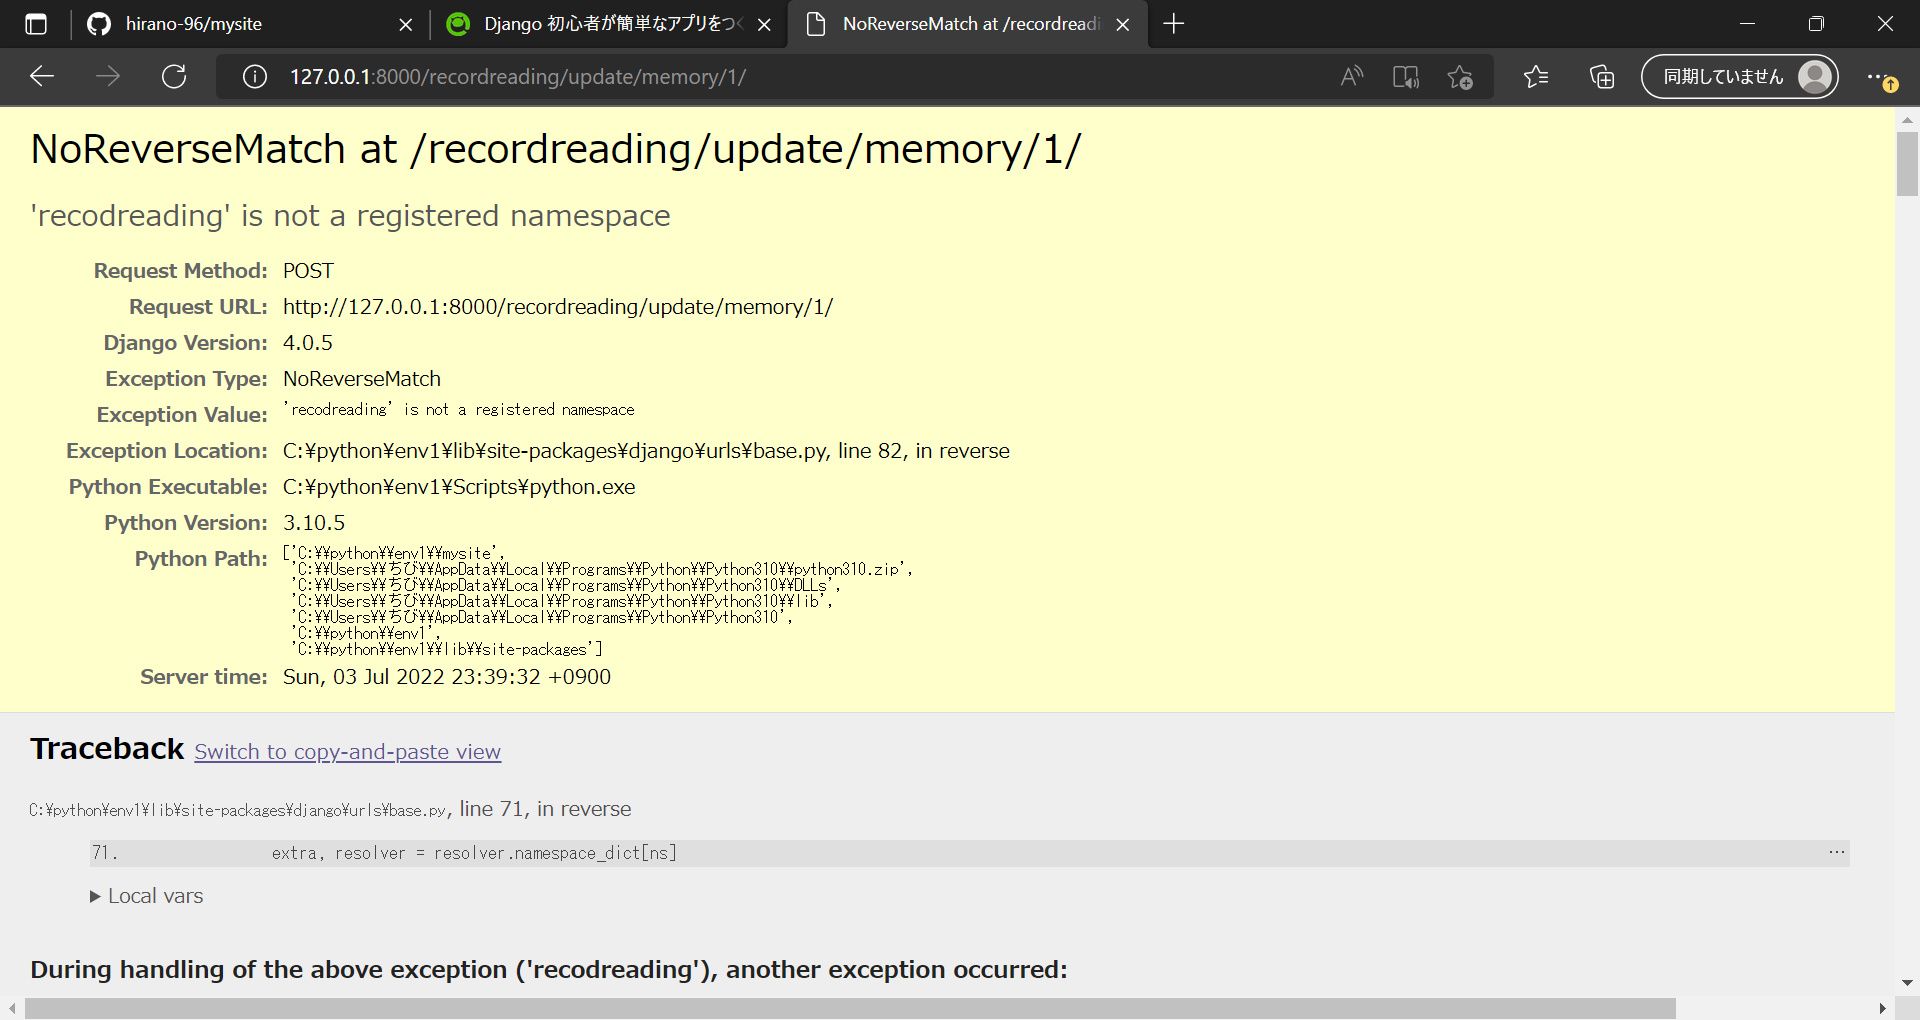 hirano-96/mysite
Django 初心者が簡単なアプリをつく
NoReverseMatch at /recordreadi
127.0.0.1:8000/recordreading/update/memory/1/
同期していません
NoReverseMatch at /recordreading/update/memory/1/
'recodreading' is not a registered namespace
Request Method: POST
Request URL: http://127.0.0.1:8000/recordreading/update/memory/1/
Django Version: 4.0.5
Exception Type: NoReverseMatch
Exception Value: 'recodreading' is not a registered namespace
Exception Location: C:¥python¥env1¥lib¥site-packages¥django¥urls¥base.py, line 82, in reverse
Python Executable: C:¥python¥env1¥Scripts¥python.exe
Python Version: 3.10.5
Python Path: ['C:¥¥python¥¥env1¥¥mysite',
'C:¥¥Users¥¥ちび¥¥AppData¥¥Local¥¥Programs¥¥Python¥¥Python310¥¥python310.zip',
'C:¥¥Users¥¥ちび¥¥AppData¥¥Local¥¥Programs¥¥Python¥¥Python310¥¥DLLs',
'C:¥¥Users¥¥ちび¥¥AppData¥¥Local¥¥Programs¥¥Python¥¥Python310¥¥lib',
'C:¥¥Users¥¥ちび¥¥AppData¥¥Local¥¥Programs¥¥Python¥¥Python310',
'C:¥¥python¥¥env1',
'C:¥¥python¥¥env1¥¥lib¥¥site-packages']
Server time: Sun, 03 Jul 2022 23:39:32 +0900
Traceback Switch to copy-and-paste view
C:¥python¥env1¥lib¥site-packages¥django¥urls¥base.py, line 71, in reverse
71. extra, resolver = resolver.namespace_dict[ns] …
▶ Local vars
During handling of the above exception ('recodreading'), another exception occurred: